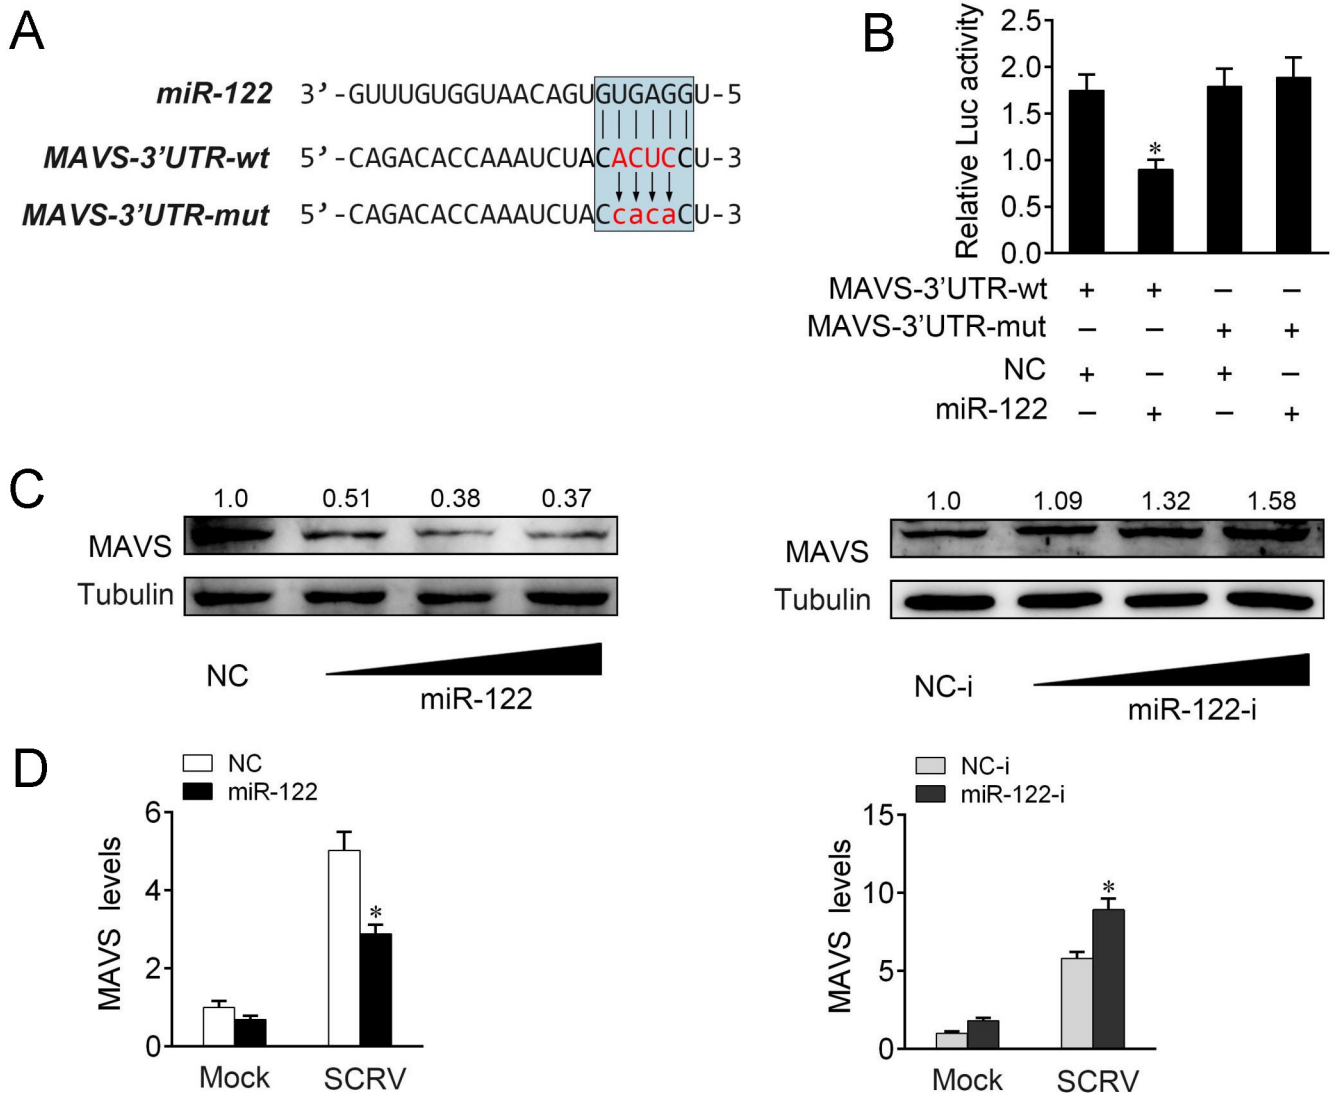 A
miR-122 3’-GUUUGUGGUAACAGUGUGAGGU-5
MAVS-3’UTR-wt 5’-CAGACACCAAAUCUACACUCCU-3
MAVS-3’UTR-mut 5’-CAGACACCAAAUCUACcacaCU-3
B
Relative Luc activity
2.5
2.0
1.5
1.0
0.5
0.0
*
MAVS-3’UTR-wt + + – –
MAVS-3’UTR-mut – – + +
NC + – + –
miR-122 – + – +
C
1.0 0.51 0.38 0.37
MAVS
Tubulin
NC
miR-122
1.0 1.09 1.32 1.58
MAVS
Tubulin
NC-i
miR-122-i
D
NC
miR-122
MAVS levels
6
4
2
0
*
Mock SCRV
NC-i
miR-122-i
MAVS levels
15
10
5
0
*
Mock SCRV